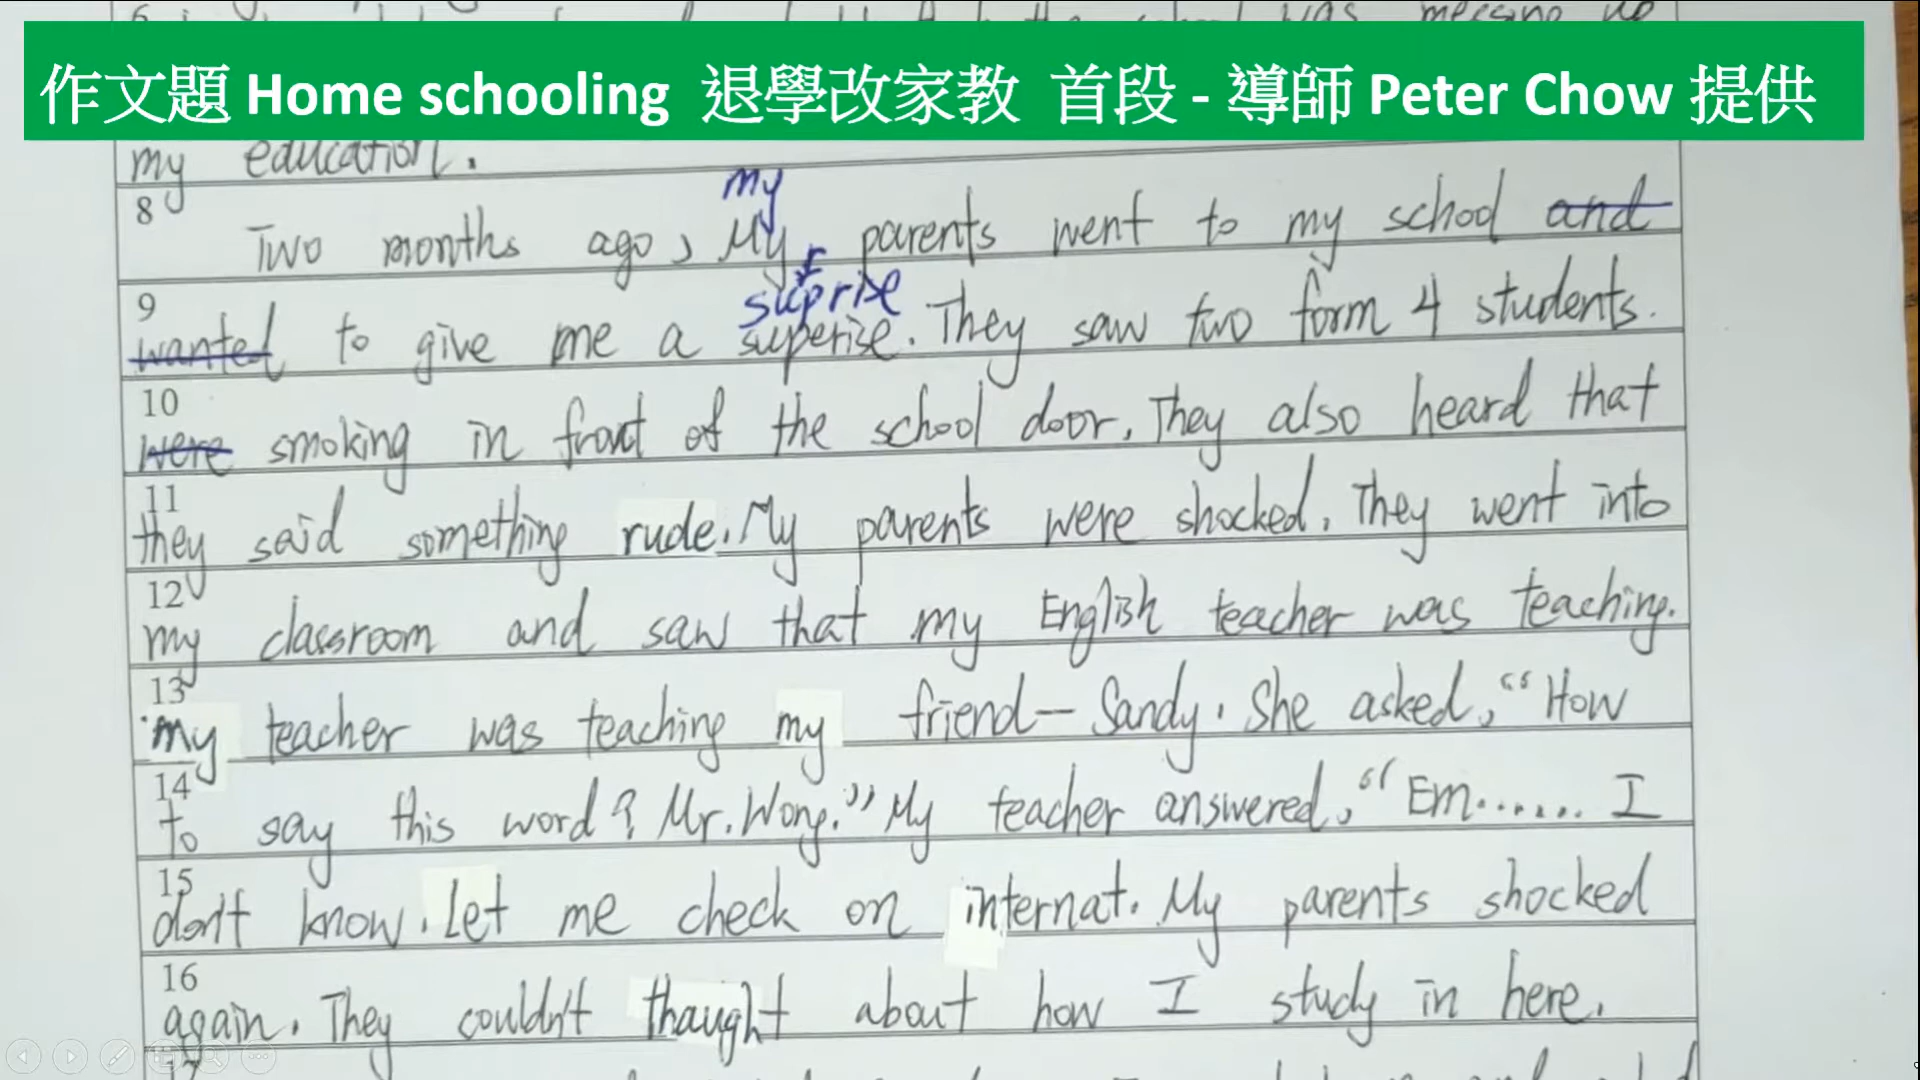 作文題 Home schooling 退學改家教 首段 - 導師 Peter Chow 提供
my education.
my
8 Two months ago, My parents went to my school and
r
suprise
9 wanted to give me a superise. They saw two form 4 students.
10 were smoking in front of the school door. They also heard that
11 they said something rude. My parents were shocked. They went into
12 my classroom and saw that my English teacher was teaching.
13 my teacher was teaching my friend— Sandy. She asked, "How
14 to say this word? Mr. Wong." My teacher answered, "Em...... I
15 don't know. Let me check on internat. My parents shocked
16 again. They couldn't thaught about how I study in here.
17